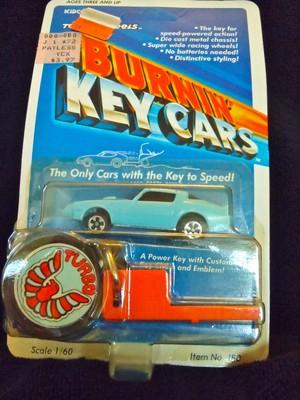 AGES THREE AND UP
• The key for
speed-powered action!
• Die cast metal chassis!
• Super wide racing wheels!
• No batteries needed!
• Distinctive styling!
PAYLESS
$3.97
BURNIN'
KEY CARS
The Only Cars with the Key to Speed!
A Power Key with Custom
and Emblem!
TURBO
Scale 1/60
Item No.